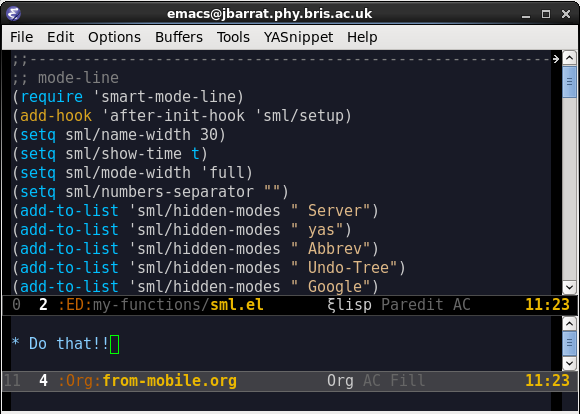 emacs@jbarrat.phy.bris.ac.uk
File Edit Options Buffers Tools YASnippet Help
;;------------------------------------------------------------
;; mode-line
(require 'smart-mode-line)
(add-hook 'after-init-hook 'sml/setup)
(setq sml/name-width 30)
(setq sml/show-time t)
(setq sml/mode-width 'full)
(setq sml/numbers-separator "")
(add-to-list 'sml/hidden-modes " Server")
(add-to-list 'sml/hidden-modes " yas")
(add-to-list 'sml/hidden-modes " Abbrev")
(add-to-list 'sml/hidden-modes " Undo-Tree")
(add-to-list 'sml/hidden-modes " Google")
0 2 :ED:my-functions/sml.el ξlisp Paredit AC 11:23
* Do that!!
11 4 :Org:from-mobile.org Org AC Fill 11:23